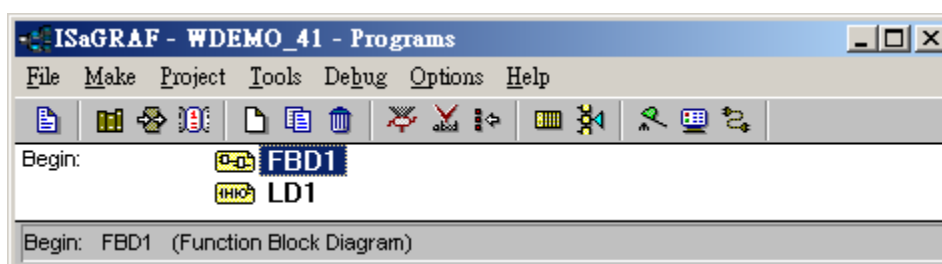 ISaGRAF - WDEMO_41 - Programs
File Make Project Tools Debug Options Help
Begin: FBD1
LD1
Begin: FBD1 (Function Block Diagram)